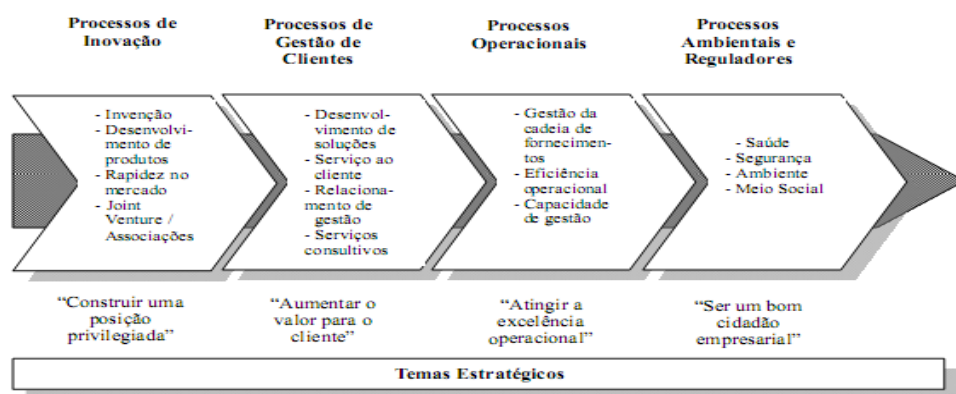 Processos de
Inovação
Processos de
Gestão de
Clientes
Processos
Operacionais
Processos
Ambientais e
Reguladores
- Invenção
- Desenvolvi
mento de
produtos
- Rapidez no
mercado
- Joint
Venture /
Associações
- Desenvol-
vimento de
soluções
- Serviço ao
cliente
- Relaciona-
mento de
gestão
- Serviços
consultivos
- Gestão da
cadeia de
fornecimen-
tos
- Eficiência
operacional
- Capacidade
de gestão
- Saúde
- Segurança
- Ambiente
- Meio Social
“Construir uma
posição
privilegiada”
“Aumentar o
valor para o
cliente”
“Atingir a
excelência
operacional”
“Ser um bom
cidadão
empresarial”
Temas Estratégicos